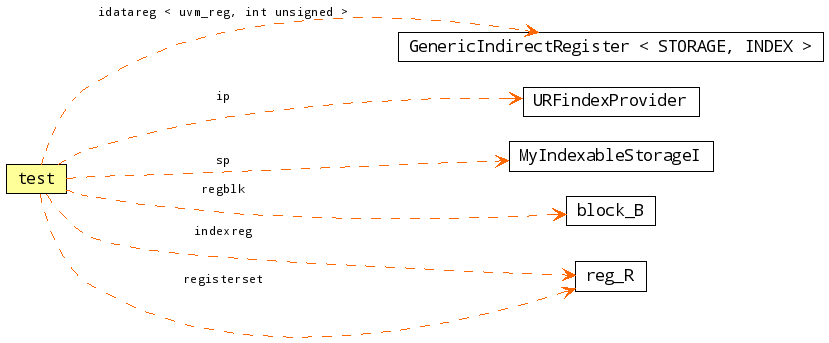 idatareg < uvm_reg, int unsigned >
GenericIndirectRegister < STORAGE, INDEX >
ip
URFindexProvider
sp
MyIndexableStorageI
test
regblk
block_B
indexreg
reg_R
registerset